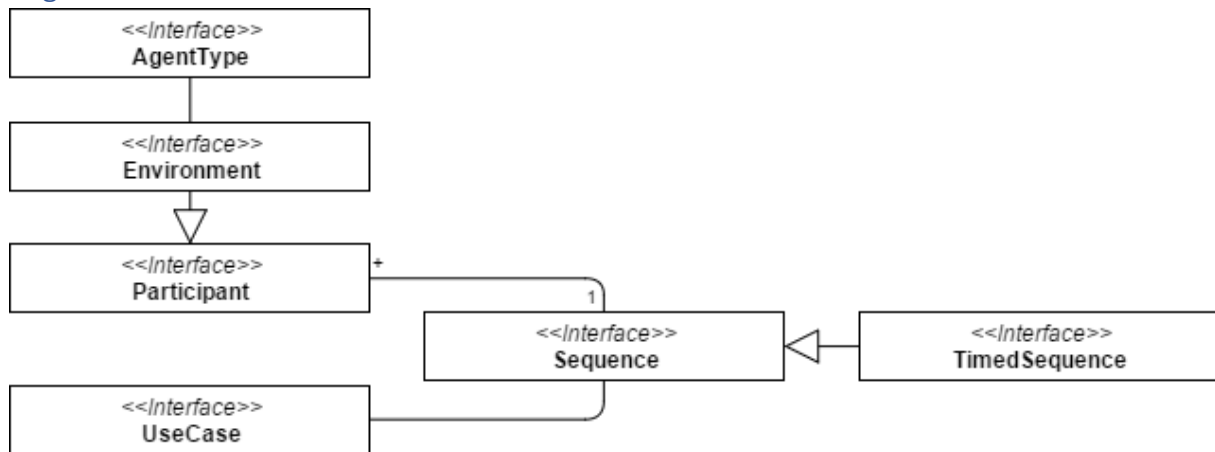 <<Interface>>
AgentType
<<Interface>>
Environment
<<Interface>>
Participant
+
1
<<Interface>>
Sequence
<<Interface>>
TimedSequence
<<Interface>>
UseCase